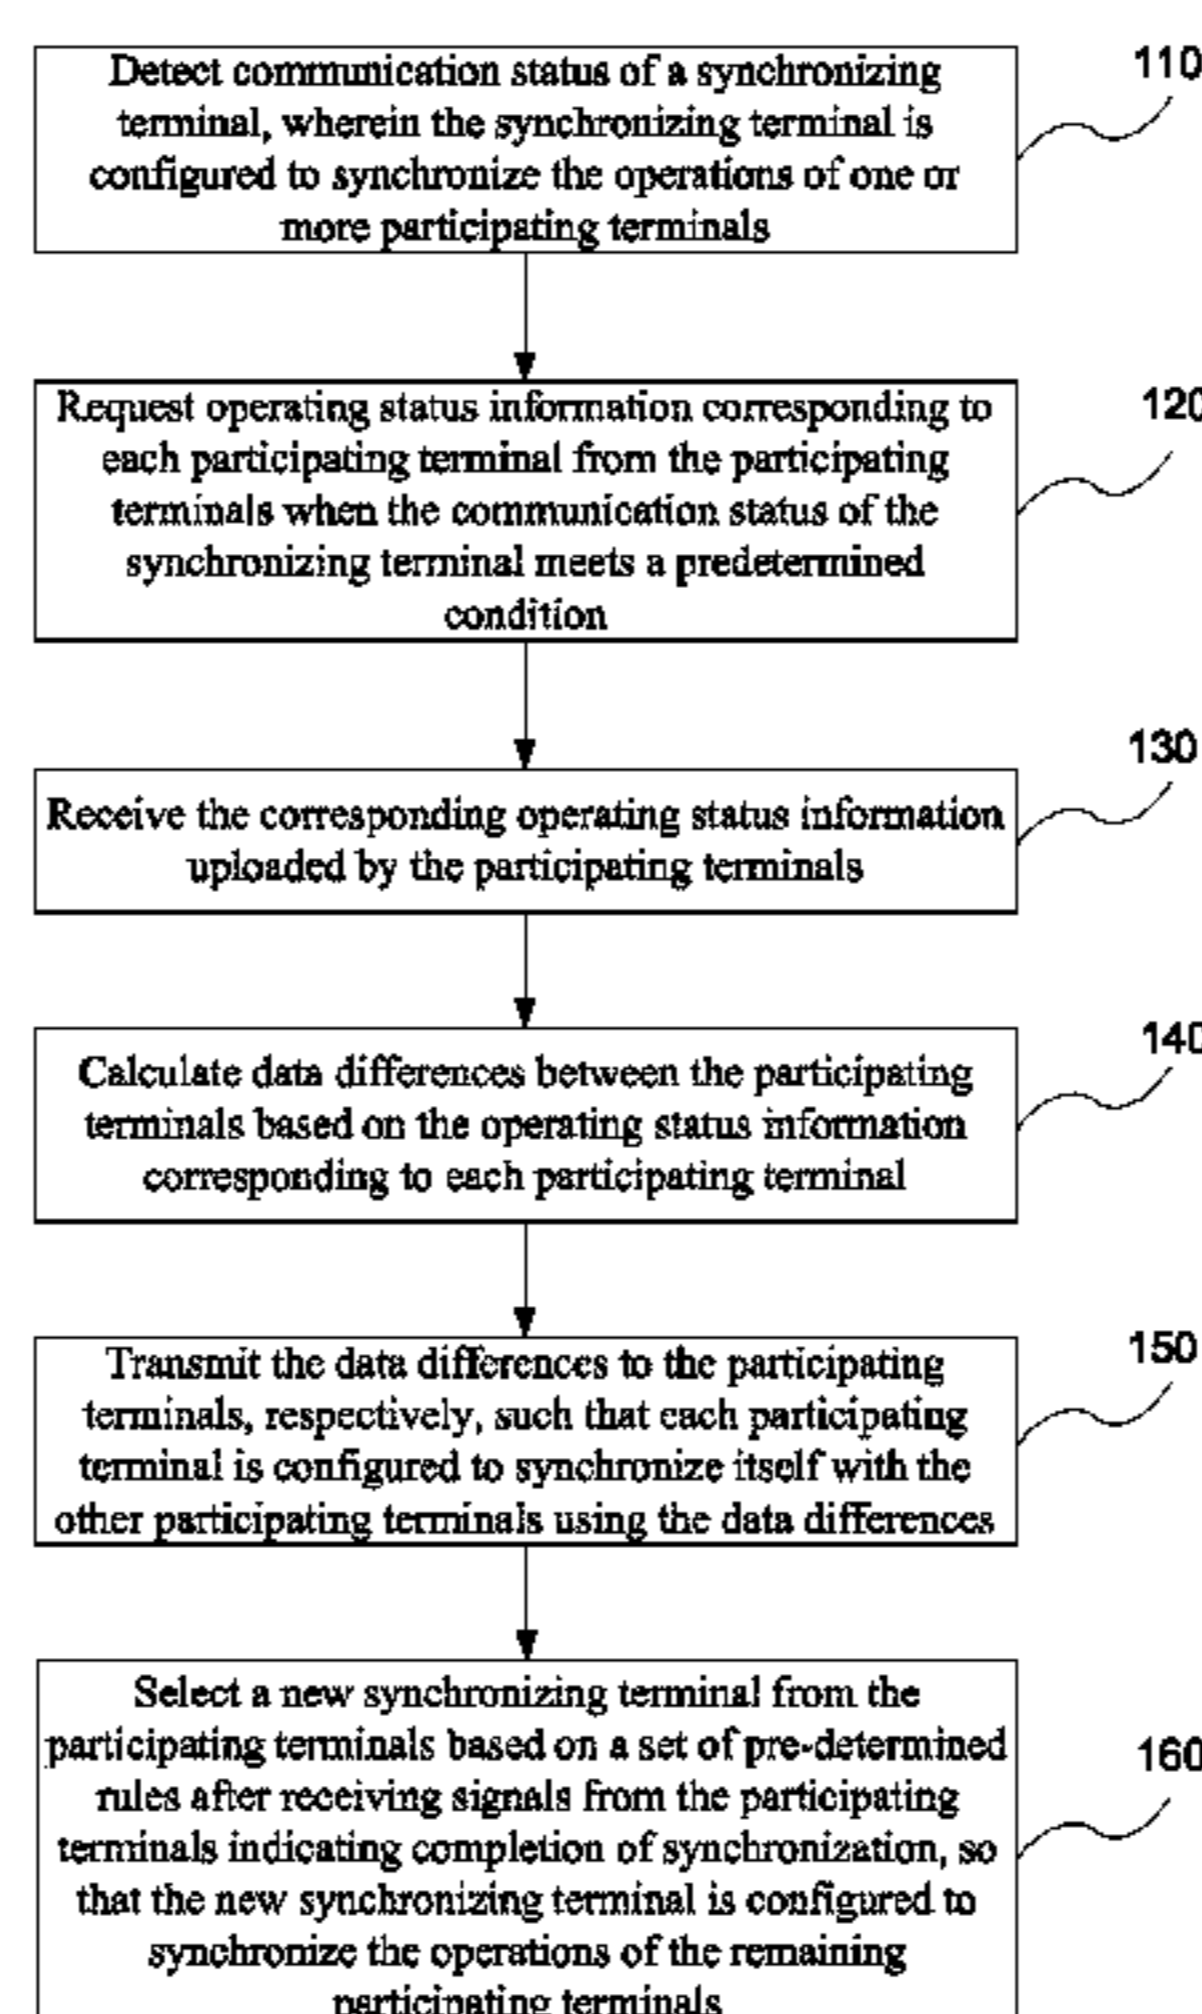 110
Detect communication status of a synchronizing
terminal, wherein the synchronizing terminal is
configured to synchronize the operations of one or
more participating terminals
120
Request operating status information corresponding to
each participating terminal from the participating
terminals when the communication status of the
synchronizing terminal meets a predetermined
condition
130
Receive the corresponding operating status information
uploaded by the participating terminals
140
Calculate data differences between the participating
terminals based on the operating status information
corresponding to each participating terminal
150
Transmit the data differences to the participating
terminals, respectively, such that each participating
terminal is configured to synchronize itself with the
other participating terminals using the data differences
160
Select a new synchronizing terminal from the
participating terminals based on a set of pre-determined
rules after receiving signals from the participating
terminals indicating completion of synchronization, so
that the new synchronizing terminal is configured to
synchronize the operations of the remaining
participating terminals